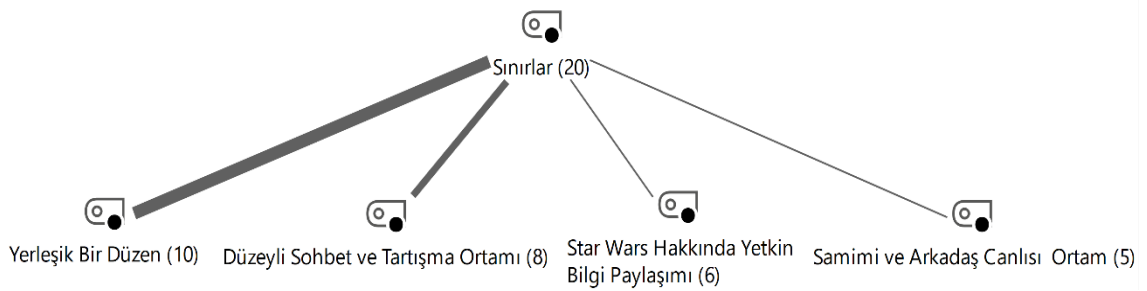 Sınırlar (20)
Yerleşik Bir Düzen (10)
Düzeyli Sohbet ve Tartışma Ortamı (8)
Star Wars Hakkında Yetkin
Bilgi Paylaşımı (6)
Samimi ve Arkadaş Canlısı Ortam (5)